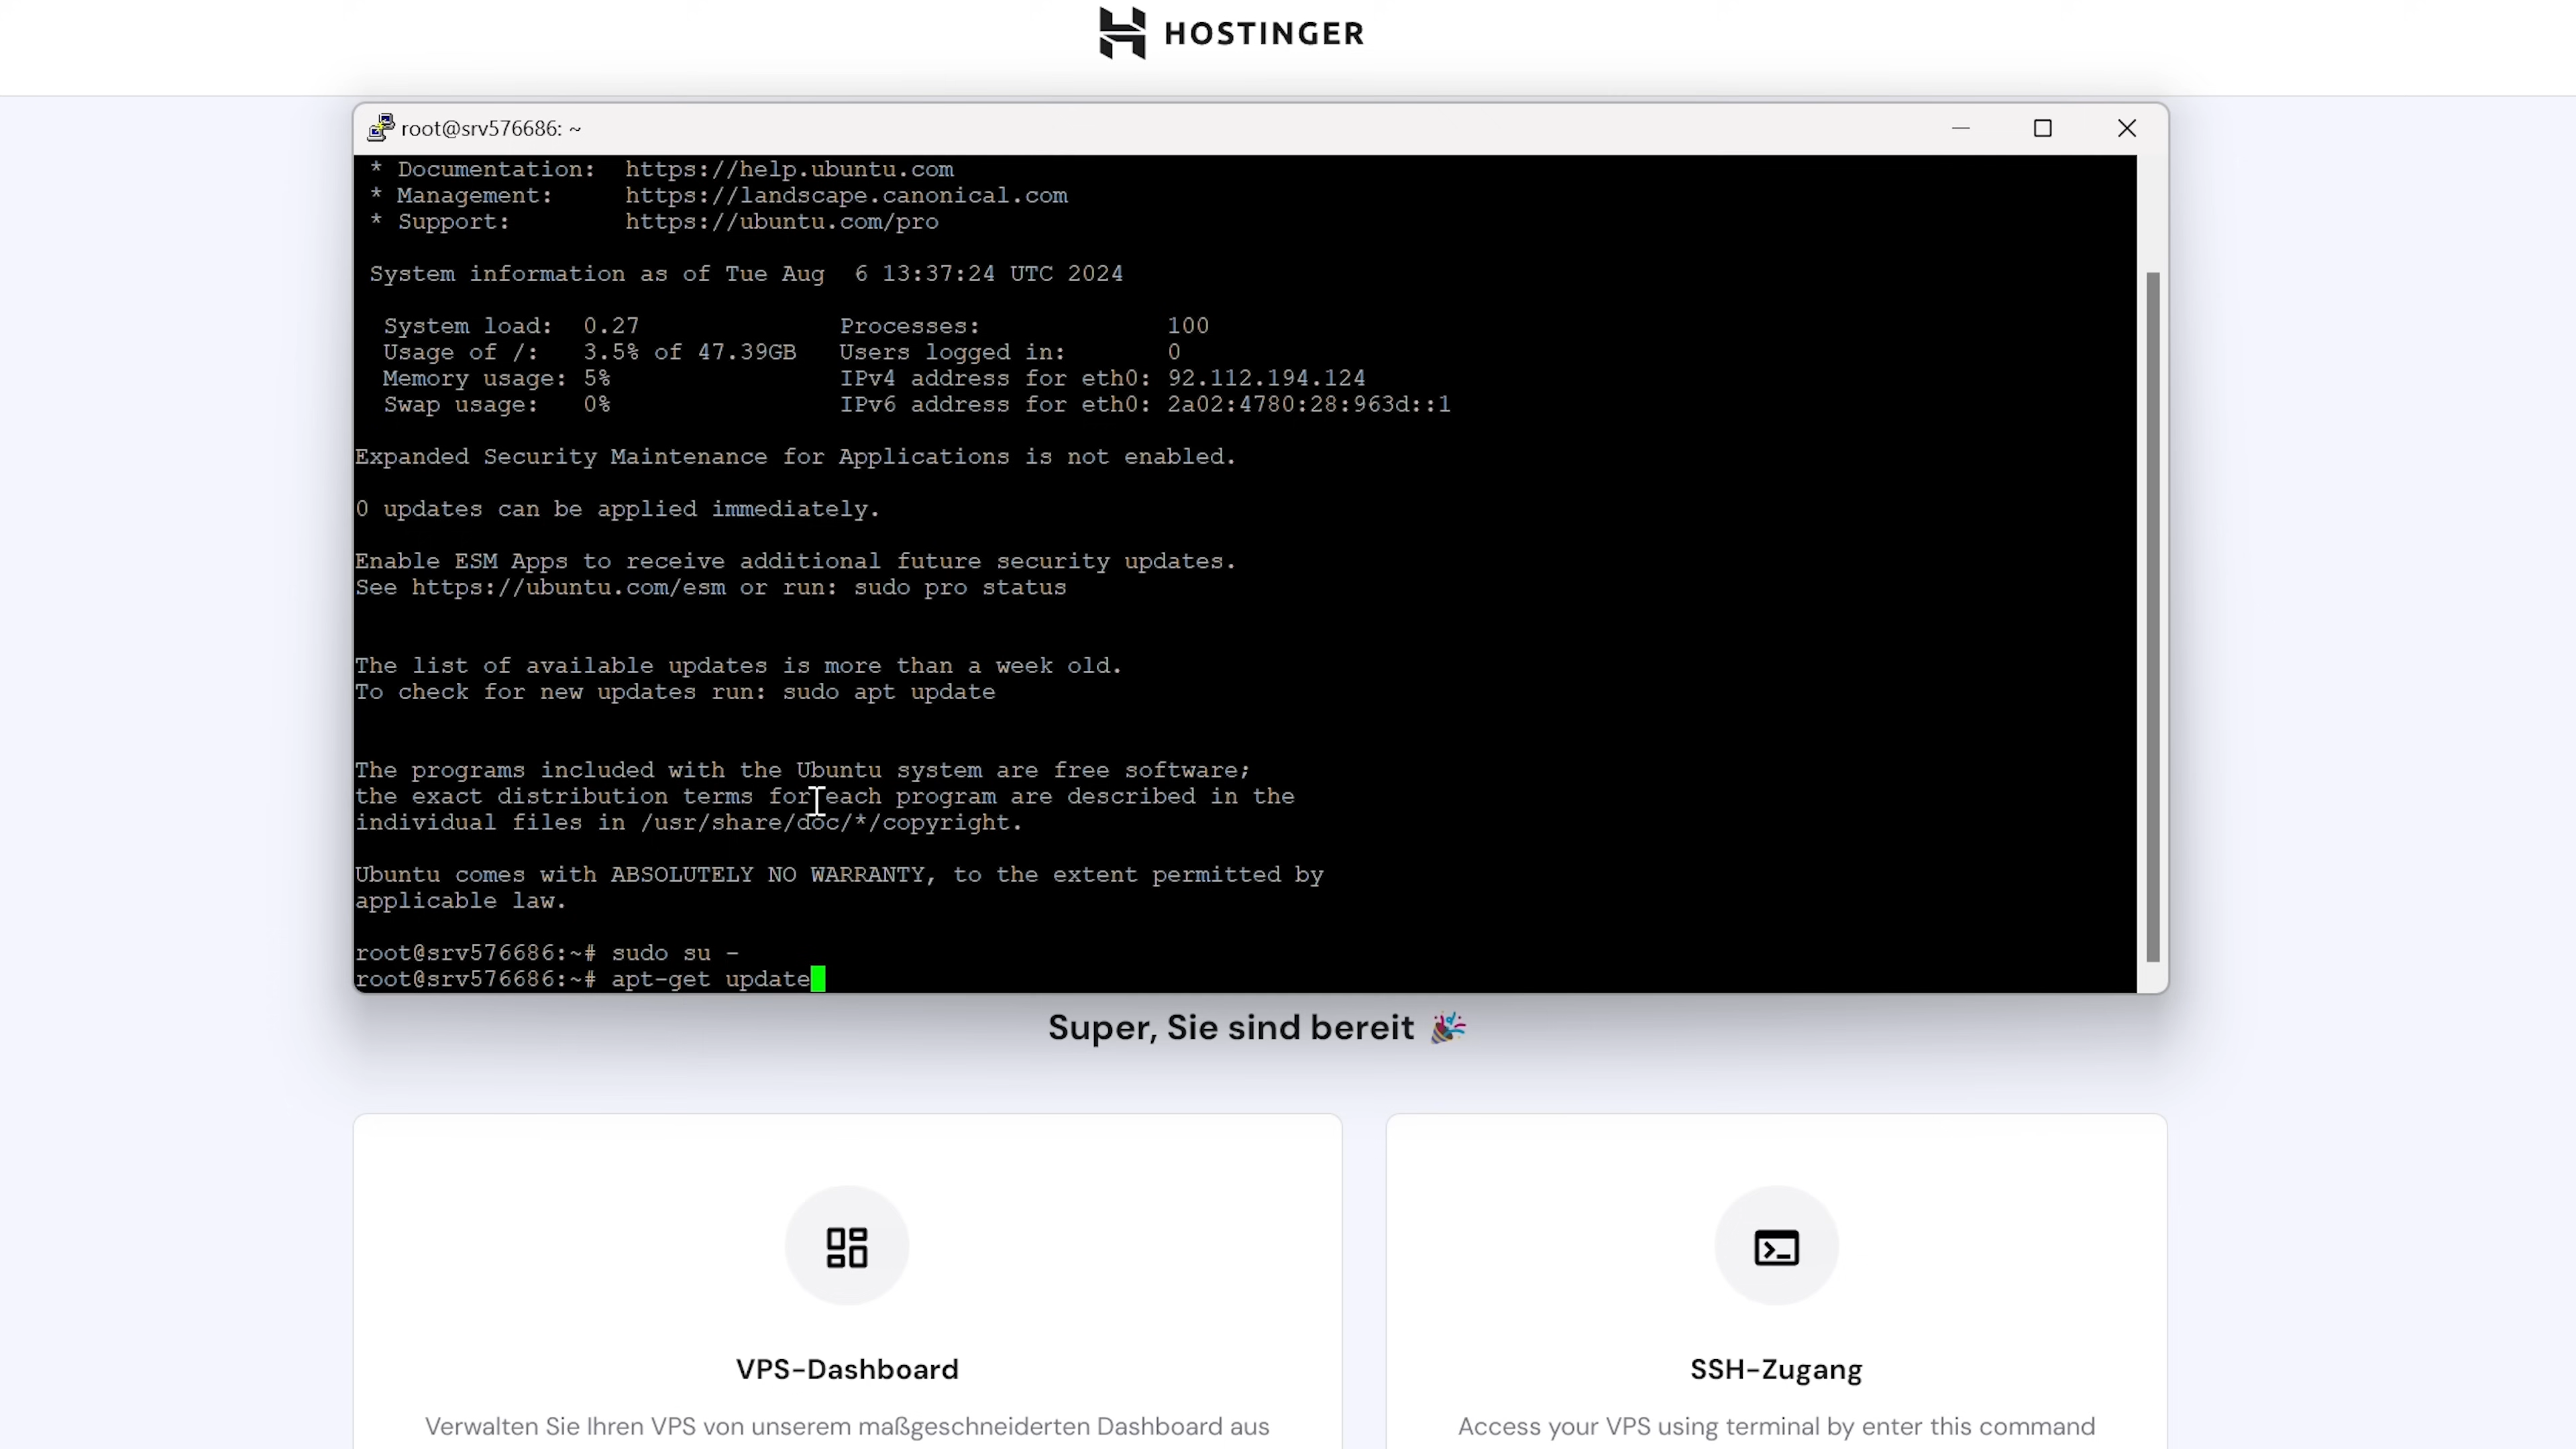 HOSTINGER
root@srv576686: ~
* Documentation:  https://help.ubuntu.com
* Management:     https://landscape.canonical.com
* Support:        https://ubuntu.com/pro
System information as of Tue Aug  6 13:37:24 UTC 2024
System load:  0.27                Processes:             100
Usage of /:   3.5% of 47.39GB   Users logged in:       0
Memory usage: 5%                IPv4 address for eth0: 92.112.194.124
Swap usage:   0%                IPv6 address for eth0: 2a02:4780:28:963d::1
Expanded Security Maintenance for Applications is not enabled.
0 updates can be applied immediately.
Enable ESM Apps to receive additional future security updates.
See https://ubuntu.com/esm or run: sudo pro status
The list of available updates is more than a week old.
To check for new updates run: sudo apt update
The programs included with the Ubuntu system are free software;
the exact distribution terms for each program are described in the
individual files in /usr/share/doc/*/copyright.
Ubuntu comes with ABSOLUTELY NO WARRANTY, to the extent permitted by
applicable law.
root@srv576686:~# sudo su -
root@srv576686:~# apt-get update
Super, Sie sind bereit 🎉
VPS-Dashboard
Verwalten Sie Ihren VPS von unserem maßgeschneiderten Dashboard aus
SSH-Zugang
Access your VPS using terminal by enter this command